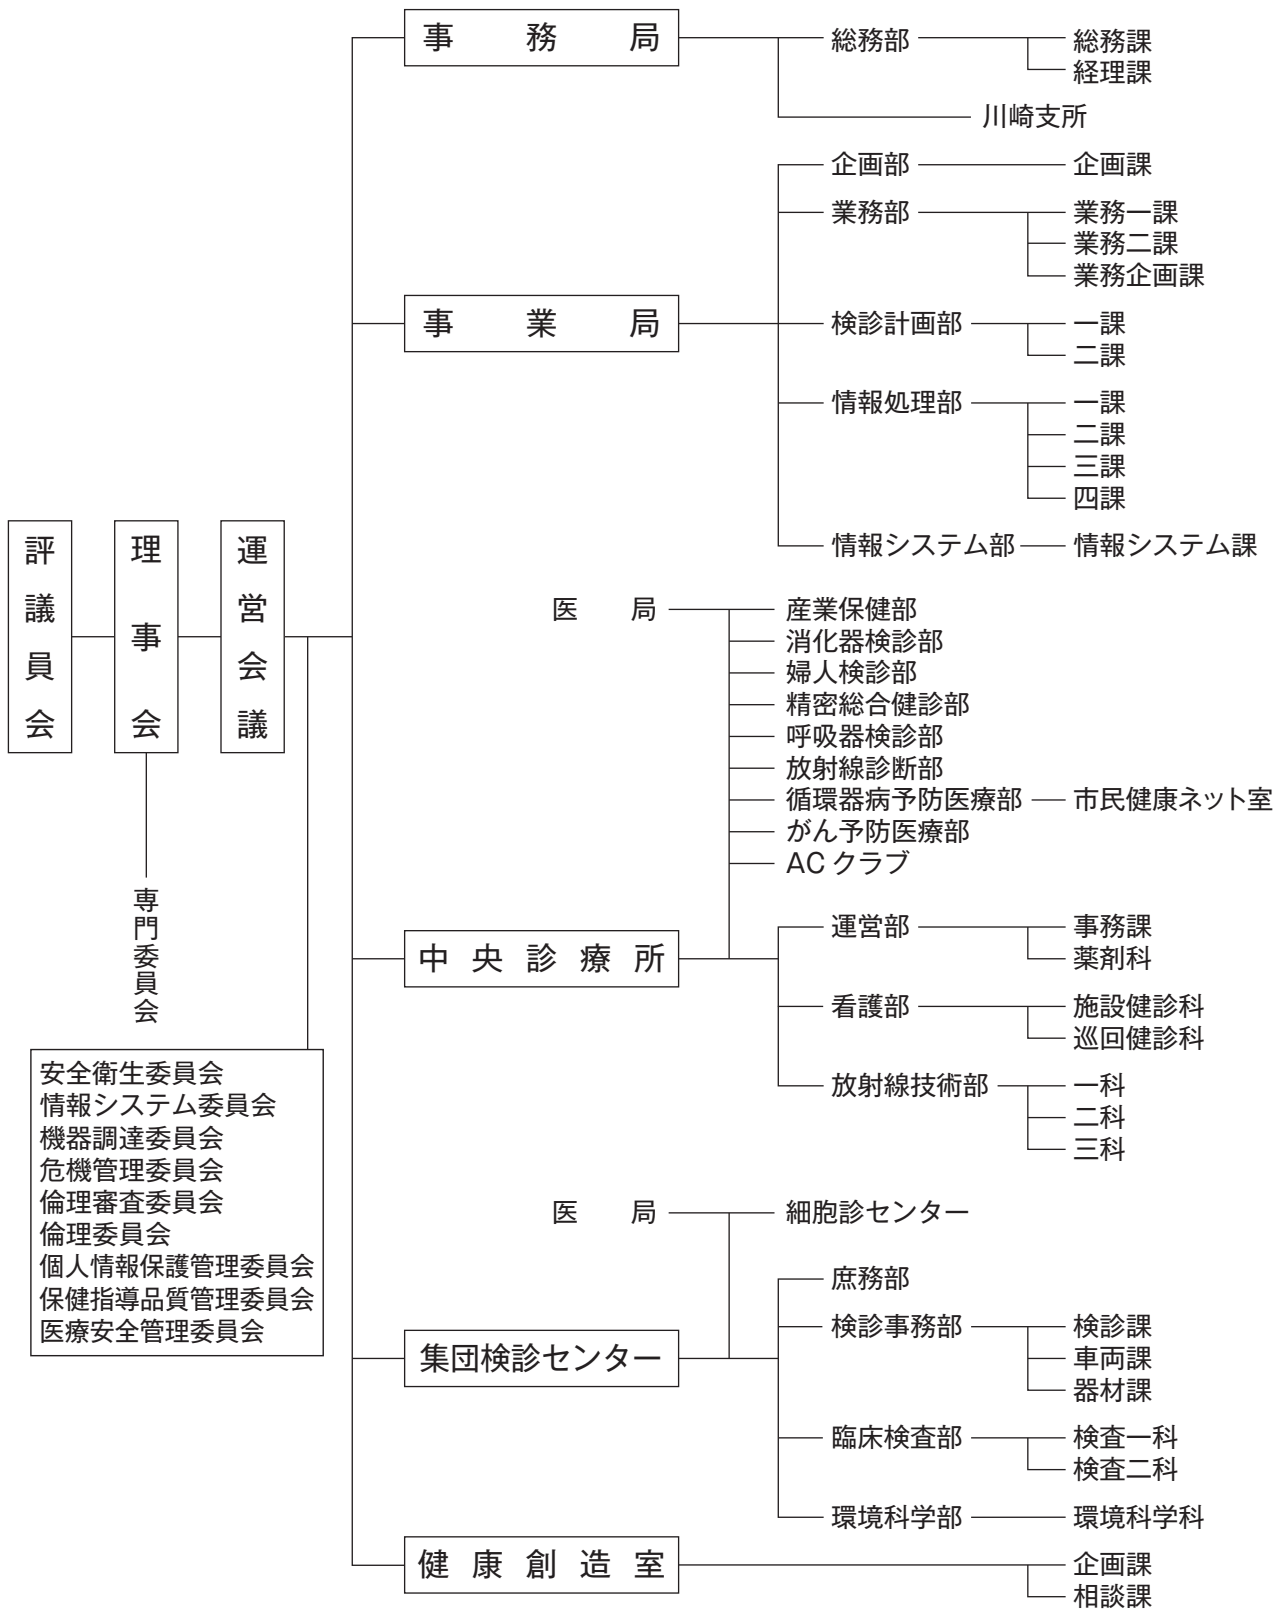 評議員会
理事会
運営会議
専門委員会
安全衛生委員会
情報システム委員会
機器調達委員会
危機管理委員会
倫理審査委員会
倫理委員会
個人情報保護管理委員会
保健指導品質管理委員会
医療安全管理委員会
事務局
総務部
総務課
経理課
川崎支所
事業局
企画部
企画課
業務部
業務一課
業務二課
業務企画課
検診計画部
一課
二課
情報処理部
一課
二課
三課
四課
情報システム部
情報システム課
中央診療所
医局
産業保健部
消化器検診部
婦人検診部
精密総合健診部
呼吸器検診部
放射線診断部
循環器病予防医療部
市民健康ネット室
がん予防医療部
ACクラブ
運営部
事務課
薬剤科
看護部
施設健診科
巡回健診科
放射線技術部
一科
二科
三科
集団検診センター
医局
細胞診センター
庶務部
検診事務部
検診課
車両課
器材課
臨床検査部
検査一科
検査二科
環境科学部
環境科学科
健康創造室
企画課
相談課